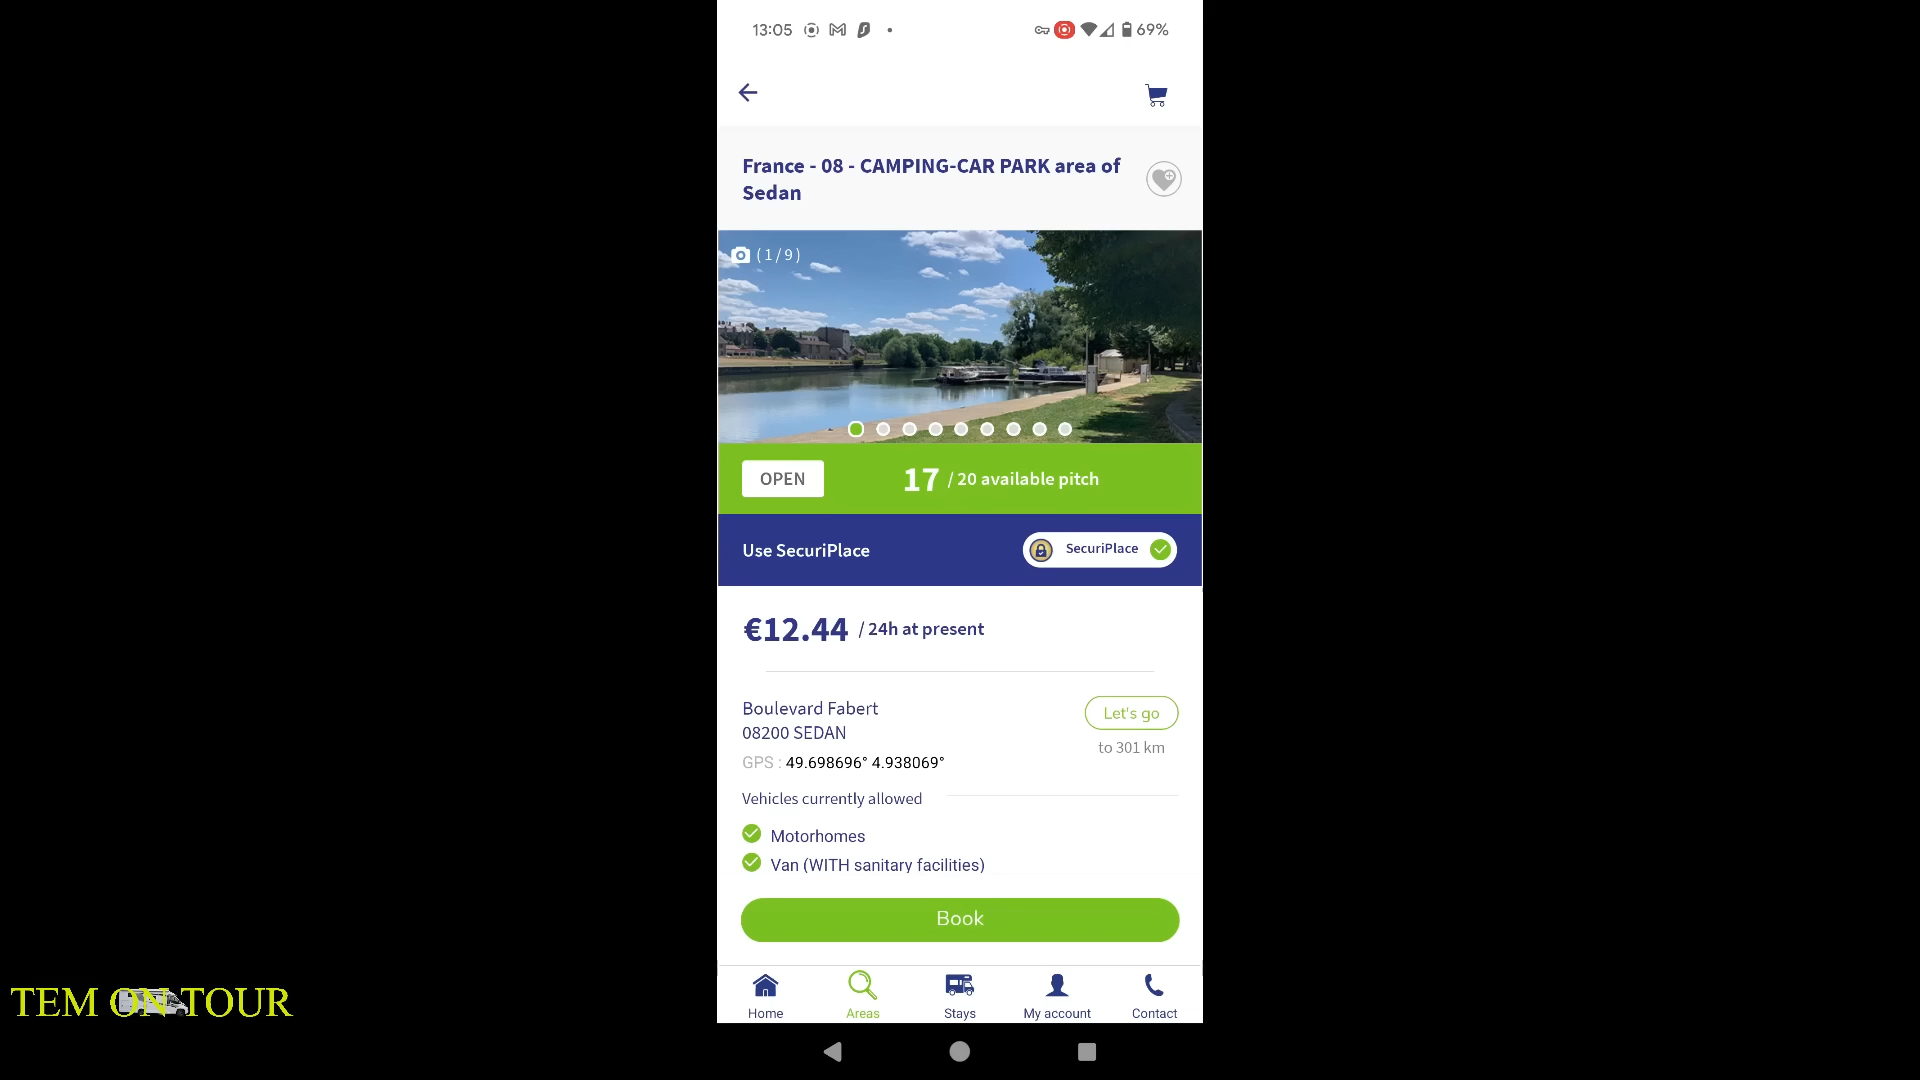 13:05
69%
France - 08 - CAMPING-CAR PARK area of
Sedan
( 1 / 9 )
OPEN
17 / 20 available pitch
Use SecuriPlace
SecuriPlace
€12.44 / 24h at present
Boulevard Fabert
08200 SEDAN
Let's go
to 301 km
GPS : 49.698696° 4.938069°
Vehicles currently allowed
Motorhomes
Van (WITH sanitary facilities)
Book
Home
Areas
Stays
My account
Contact
TEM ON TOUR